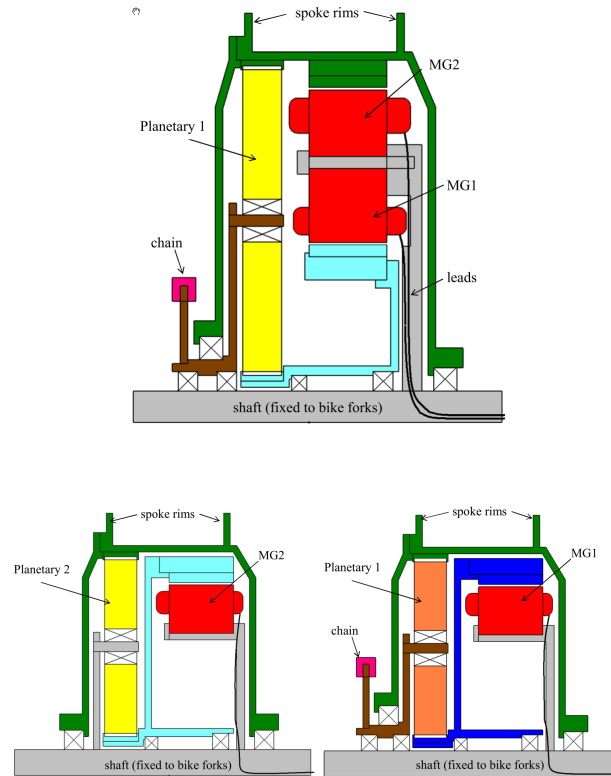 spoke rims
MG2
Planetary 1
MG1
chain
leads
shaft (fixed to bike forks)
spoke rims
MG2
Planetary 2
shaft (fixed to bike forks)
spoke rims
MG1
Planetary 1
chain
shaft (fixed to bike forks)